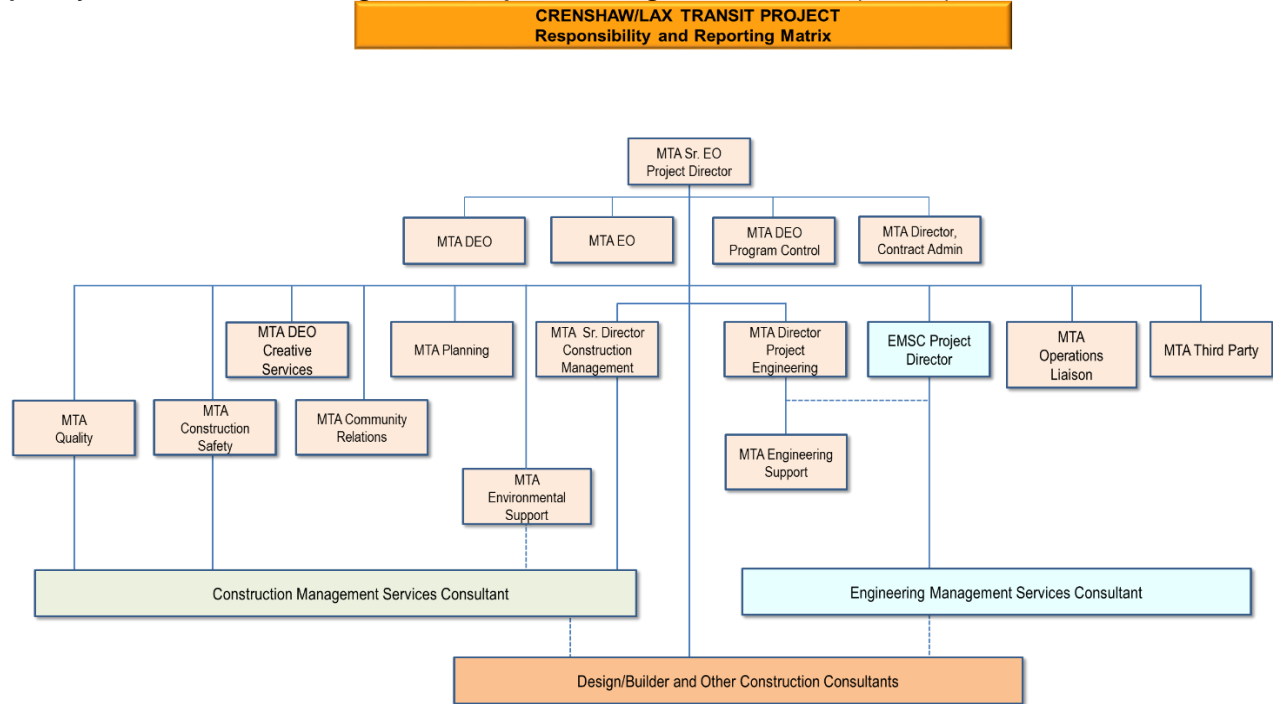 CRENSHAW/LAX TRANSIT PROJECT
Responsibility and Reporting Matrix
MTA Sr. EO
Project Director
MTA DEO
MTA EO
MTA DEO
Program Control
MTA Director,
Contract Admin
MTA DEO
Creative
Services
MTA Planning
MTA Sr. Director
Construction
Management
MTA Director
Project
Engineering
EMSC Project
Director
MTA
Operations
Liaison
MTA Third Party
MTA
Quality
MTA
Construction
Safety
MTA Community
Relations
MTA Engineering
Support
MTA
Environmental
Support
Construction Management Services Consultant
Engineering Management Services Consultant
Design/Builder and Other Construction Consultants